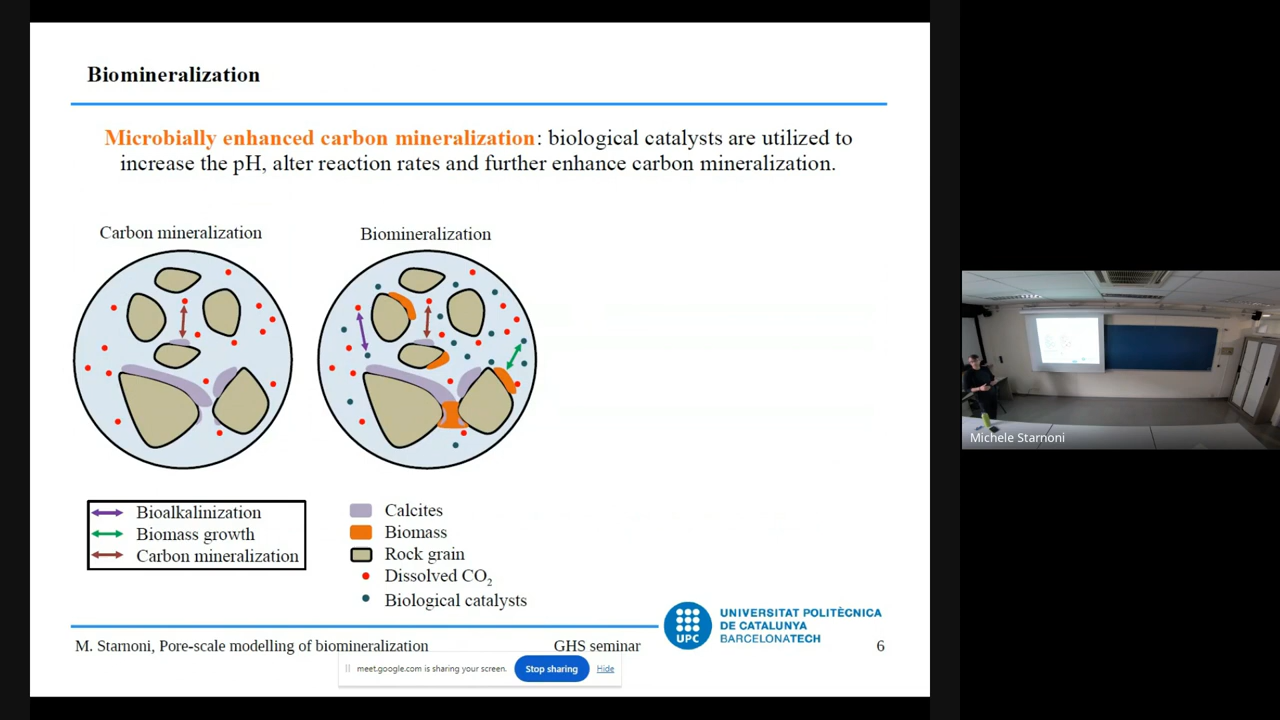 Biomineralization
Microbially enhanced carbon mineralization: biological catalysts are utilized to
increase the pH, alter reaction rates and further enhance carbon mineralization.
Carbon mineralization
Biomineralization
Bioalkalinization
Biomass growth
Carbon mineralization
Calcites
Biomass
Rock grain
Dissolved CO₂
Biological catalysts
UPC
UNIVERSITAT POLITÈCNICA
DE CATALUNYA
BARCELONATECH
M. Starnoni, Pore-scale modelling of biomineralization
GHS seminar
6
meet.google.com is sharing your screen.
Stop sharing
Hide
Michele Starnoni